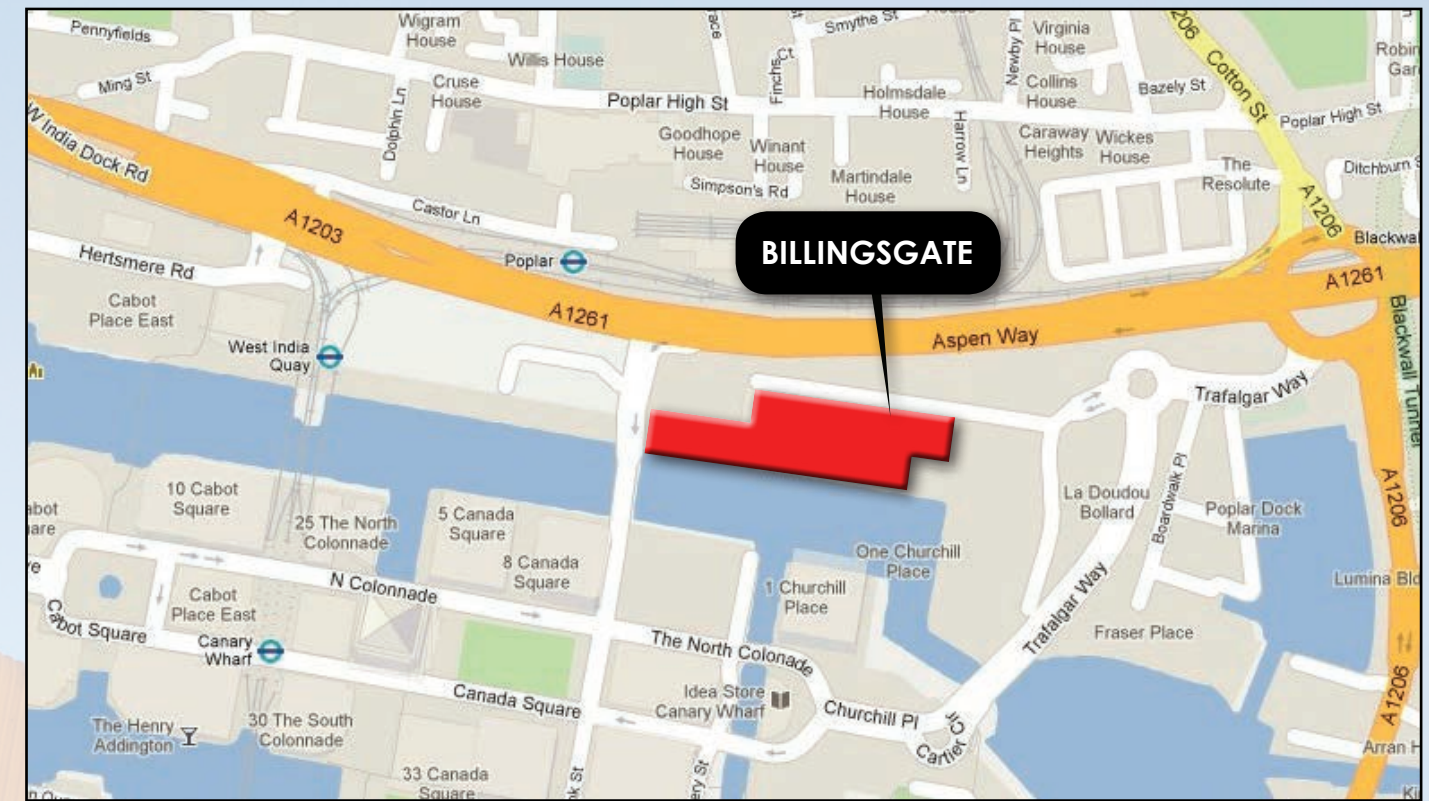 Pennyfields
Wigram
House
Willis House
Smythe St
Newby Pl
Virginia
House
A1206
Cotton St
Ming St
Cruse
House
Dolphin Ln
Poplar High St
Finchs Ct
Holmsdale
House
Collins
House
Bazely St
Poplar High St
W India Dock Rd
Goodhope
House
Winant
House
Harrow Ln
Caraway
Heights
Wickes
House
The
Resolute
Simpson's Rd
Martindale
House
A1206
A1203
Castor Ln
BILLINGSGATE
Hertsmere Rd
Poplar
A1261
Cabot
Place East
A1261
Aspen Way
Blackwall Tunnel
West India
Quay
Trafalgar Way
10 Cabot
Square
25 The North
Colonnade
5 Canada
Square
8 Canada
Square
La Doudou
Bollard
Boardwalk Pl
Poplar Dock
Marina
A1206
One Churchill
Place
N Colonnade
1 Churchill
Place
Cabot
Place East
Trafalgar Way
Fraser Place
Cabot Square
Canary
Wharf
The North Colonade
Canada Square
Idea Store
Canary Wharf
Churchill Pl
Cartier Cir
A1206
The Henry
Addington
30 The South
Colonnade
33 Canada
Square